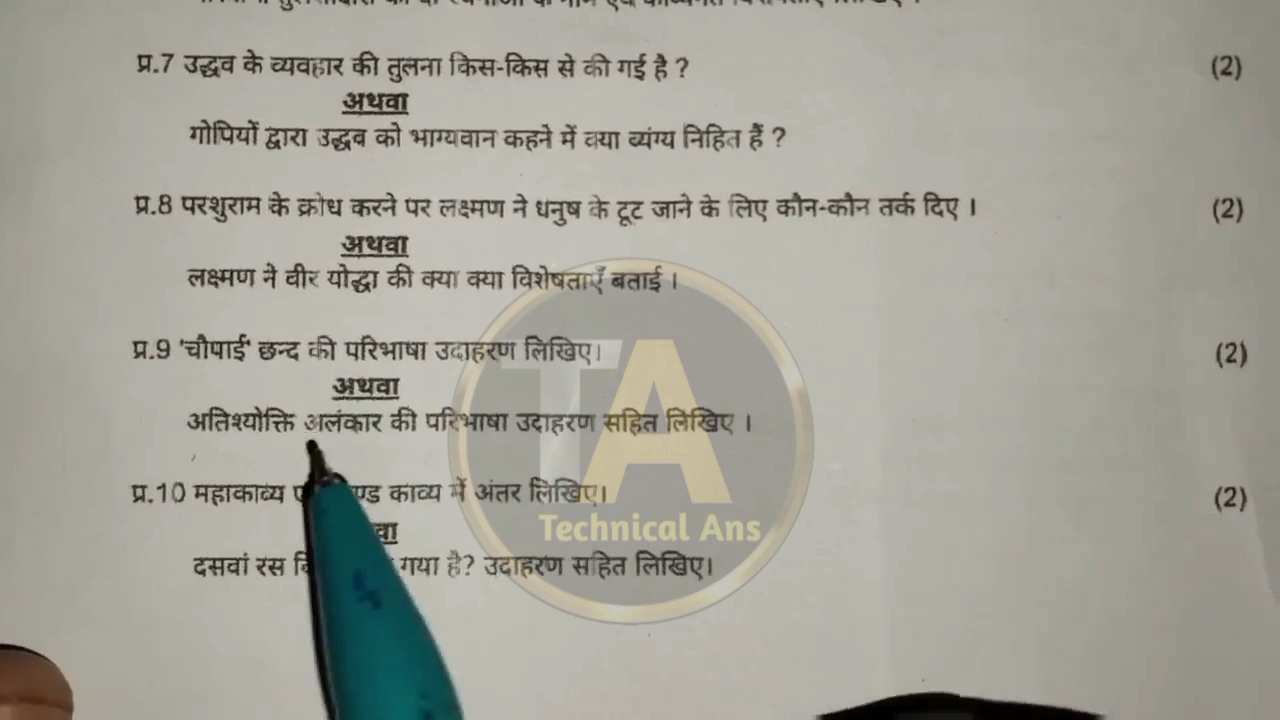 प्र.7 उद्धव के व्यवहार की तुलना किस-किस से की गई है ? (2)
अथवा
गोपियों द्वारा उद्धव को भाग्यवान कहने में क्या व्यंग्य निहित हैं ?
प्र.8 परशुराम के क्रोध करने पर लक्ष्मण ने धनुष के टूट जाने के लिए कौन-कौन तर्क दिए । (2)
अथवा
लक्ष्मण ने वीर योद्धा की क्या क्या विशेषताएँ बताई ।
प्र.9 'चौपाई' छन्द की परिभाषा उदाहरण लिखिए। (2)
अथवा
अतिश्योक्ति अलंकार की परिभाषा उदाहरण सहित लिखिए ।
प्र.10 महाकाव्य काव्य में अंतर लिखिए। (2)
दसवां रस गया है? उदाहरण सहित लिखिए।
TA
Technical Ans